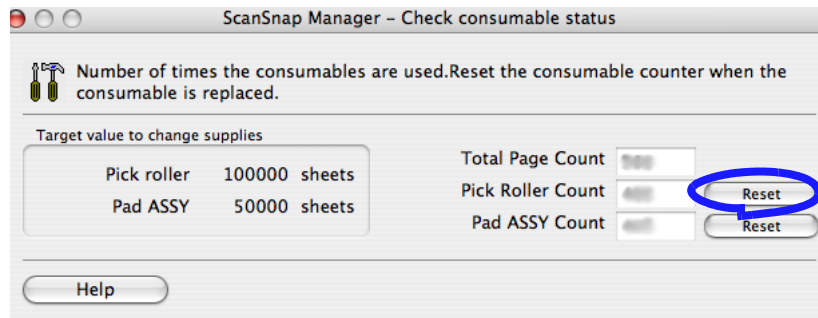 ScanSnap Manager – Check consumable status
Number of times the consumables are used.Reset the consumable counter when the
consumable is replaced.
Target value to change supplies
Pick roller 100000 sheets
Pad ASSY 50000 sheets
Total Page Count
Pick Roller Count Reset
Pad ASSY Count Reset
Help